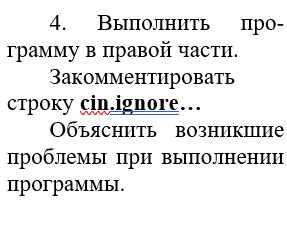 4. Выполнить про-
грамму в правой части.
Закомментировать
строку cin.ignore…
Объяснить возникшие
проблемы при выполнении
программы.